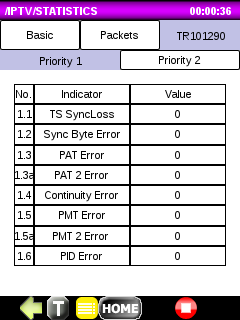 /IPTV/STATISTICS 00:00:36
Basic Packets TR101290
Priority 1 Priority 2
No. Indicator Value
1.1 TS SyncLoss 0
1.2 Sync Byte Error 0
1.3 PAT Error 0
1.3a PAT 2 Error 0
1.4 Continuity Error 0
1.5 PMT Error 0
1.5a PMT 2 Error 0
1.6 PID Error 0
T HOME